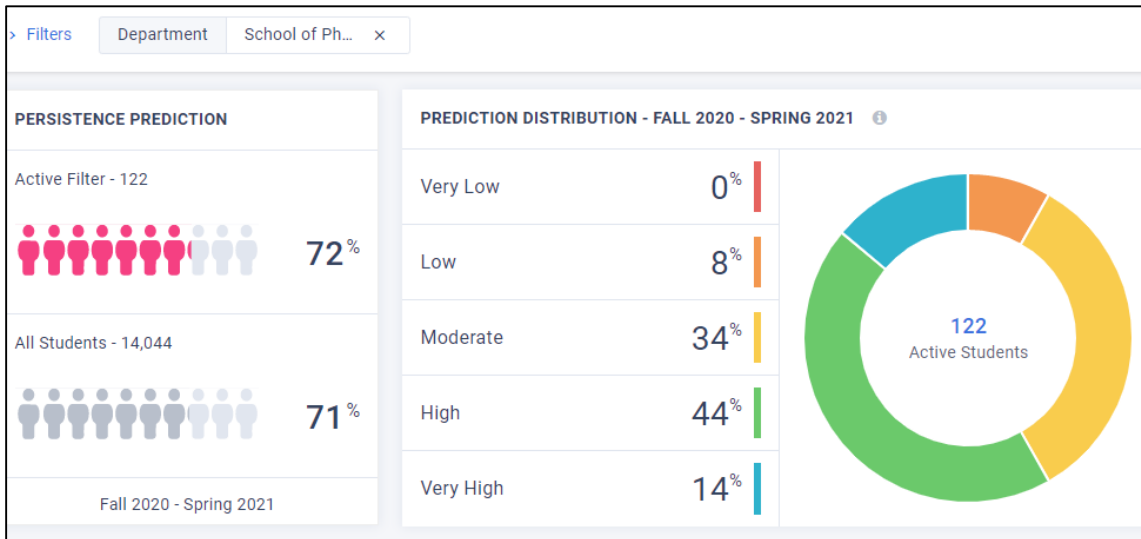 > Filters Department School of Ph... ×
PERSISTENCE PREDICTION
Active Filter - 122
72%
All Students - 14,044
71%
Fall 2020 - Spring 2021
PREDICTION DISTRIBUTION - FALL 2020 - SPRING 2021
Very Low 0%
Low 8%
Moderate 34%
High 44%
Very High 14%
122
Active Students